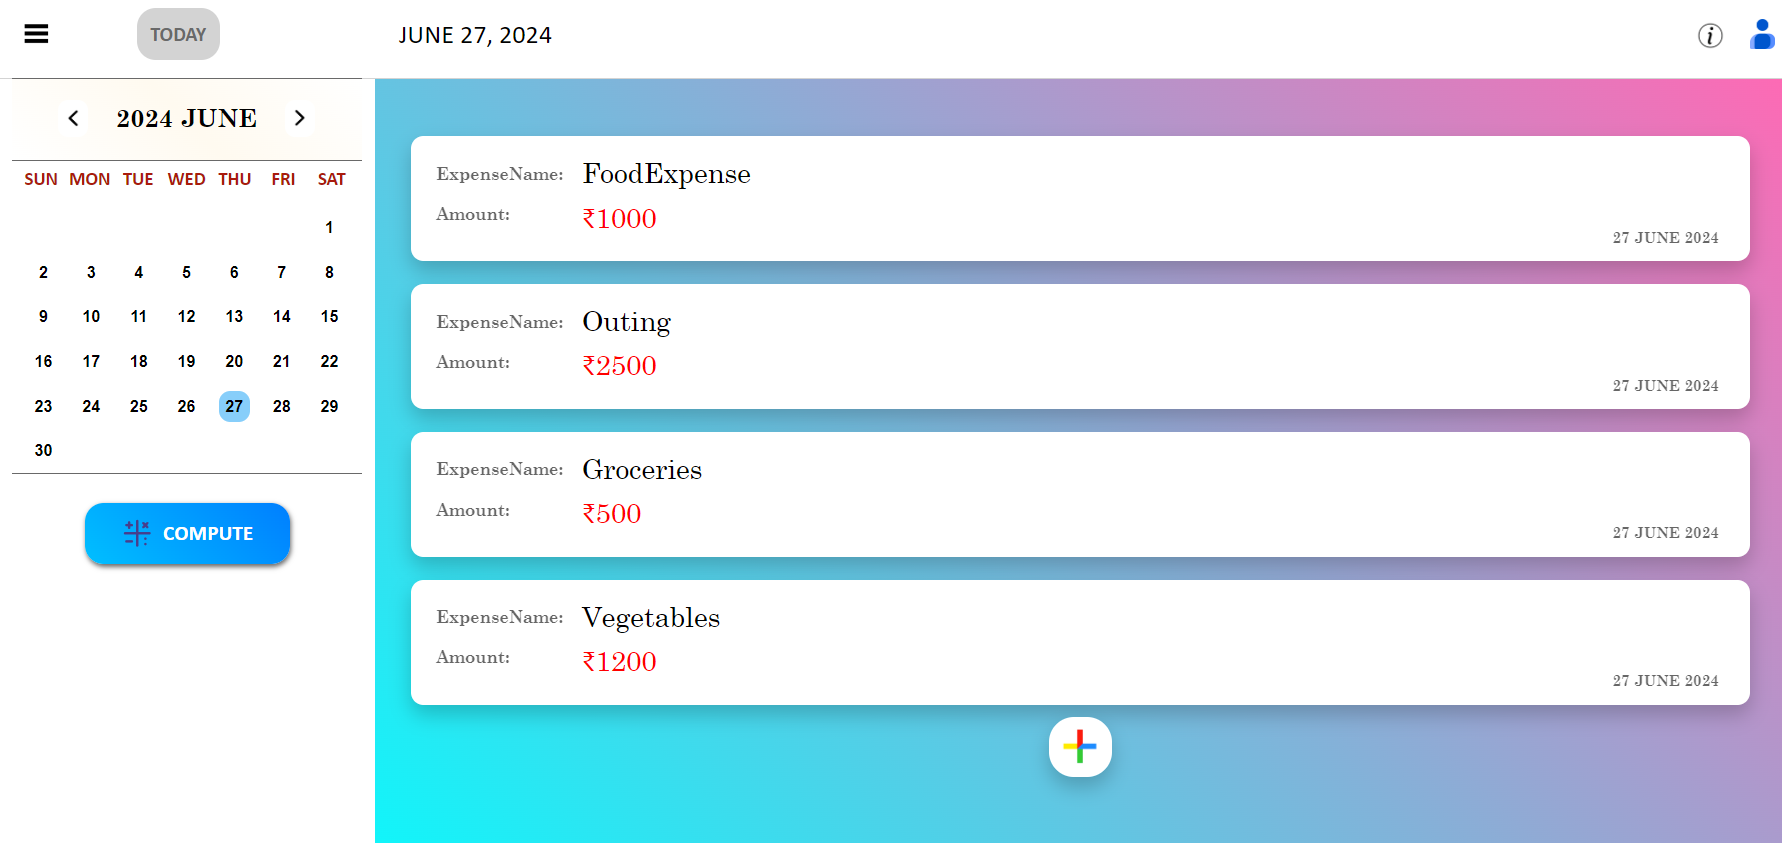 TODAY
JUNE 27, 2024
2024 JUNE
SUN MON TUE WED THU FRI SAT
1
2 3 4 5 6 7 8
9 10 11 12 13 14 15
16 17 18 19 20 21 22
23 24 25 26 27 28 29
30
COMPUTE
ExpenseName: FoodExpense
Amount: ₹1000
27 JUNE 2024
ExpenseName: Outing
Amount: ₹2500
27 JUNE 2024
ExpenseName: Groceries
Amount: ₹500
27 JUNE 2024
ExpenseName: Vegetables
Amount: ₹1200
27 JUNE 2024